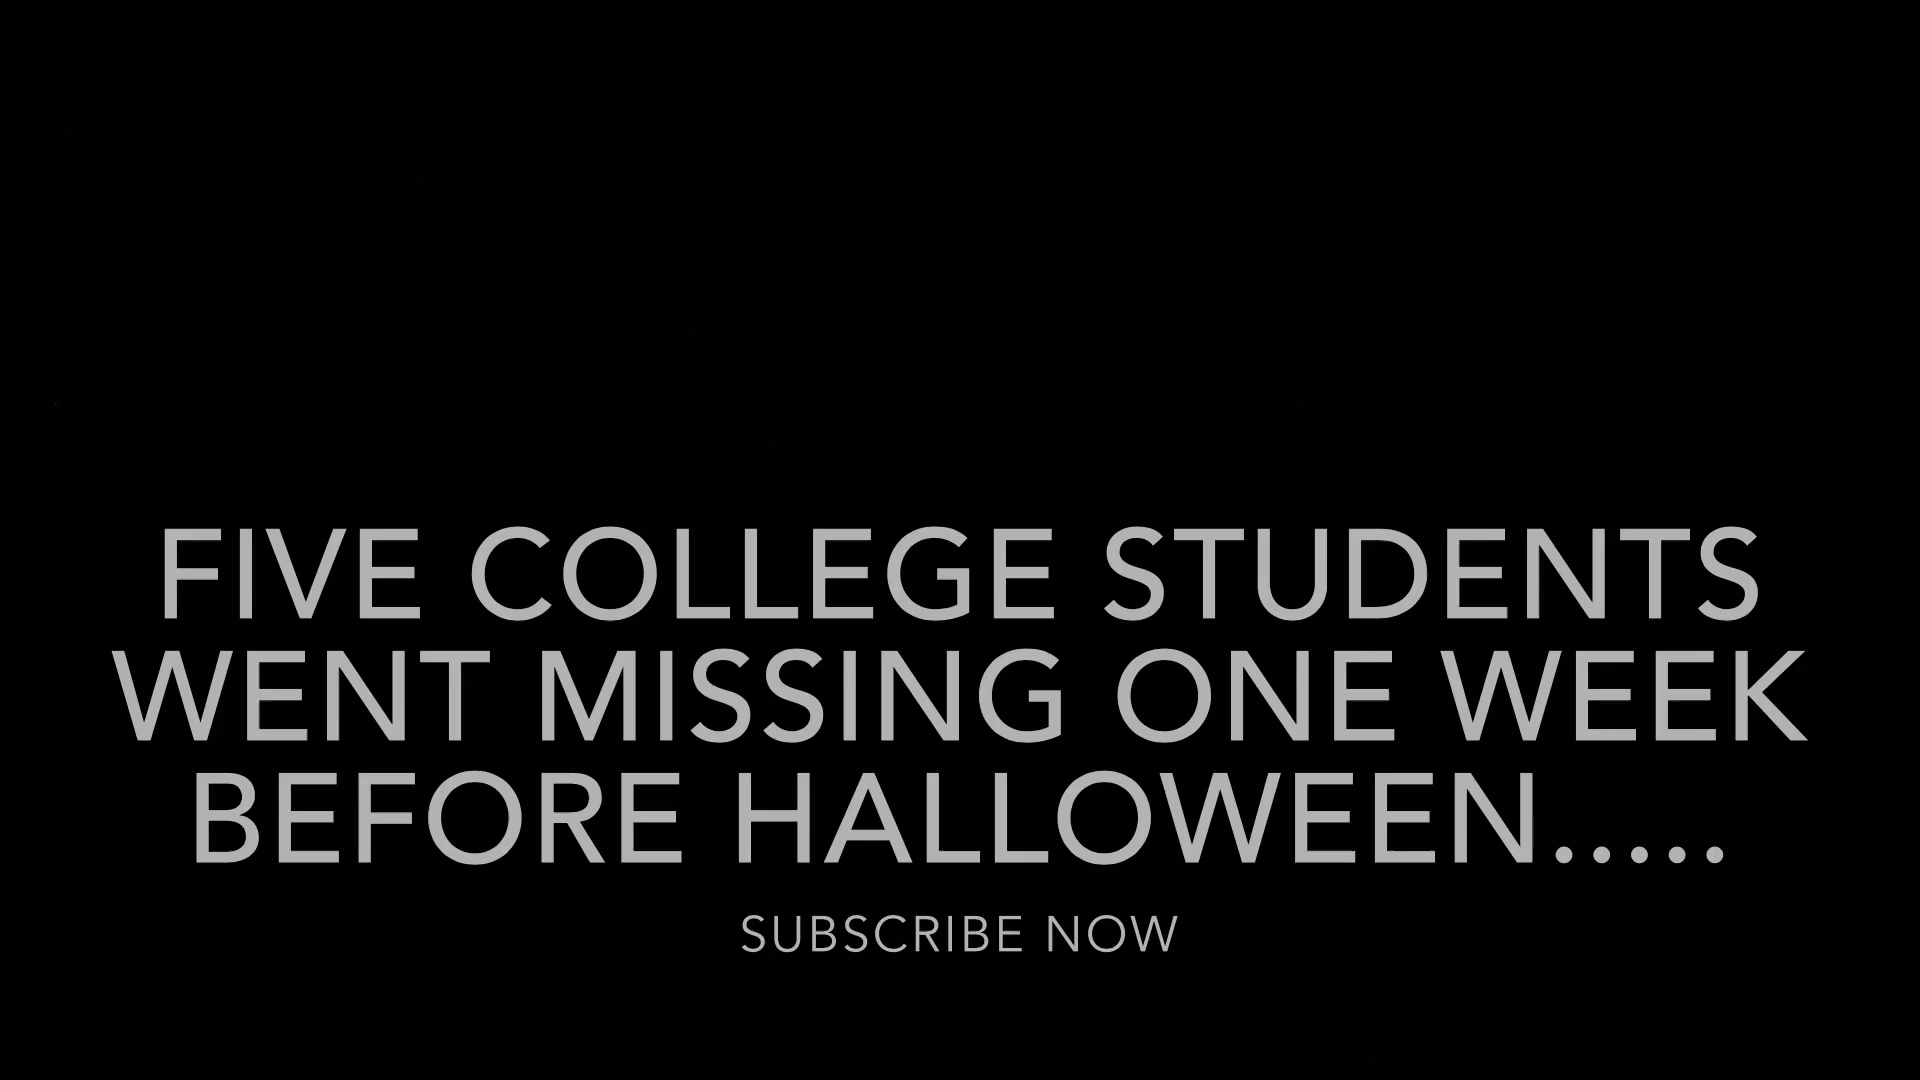 FIVE COLLEGE STUDENTS
WENT MISSING ONE WEEK
BEFORE HALLOWEEN.....
SUBSCRIBE NOW